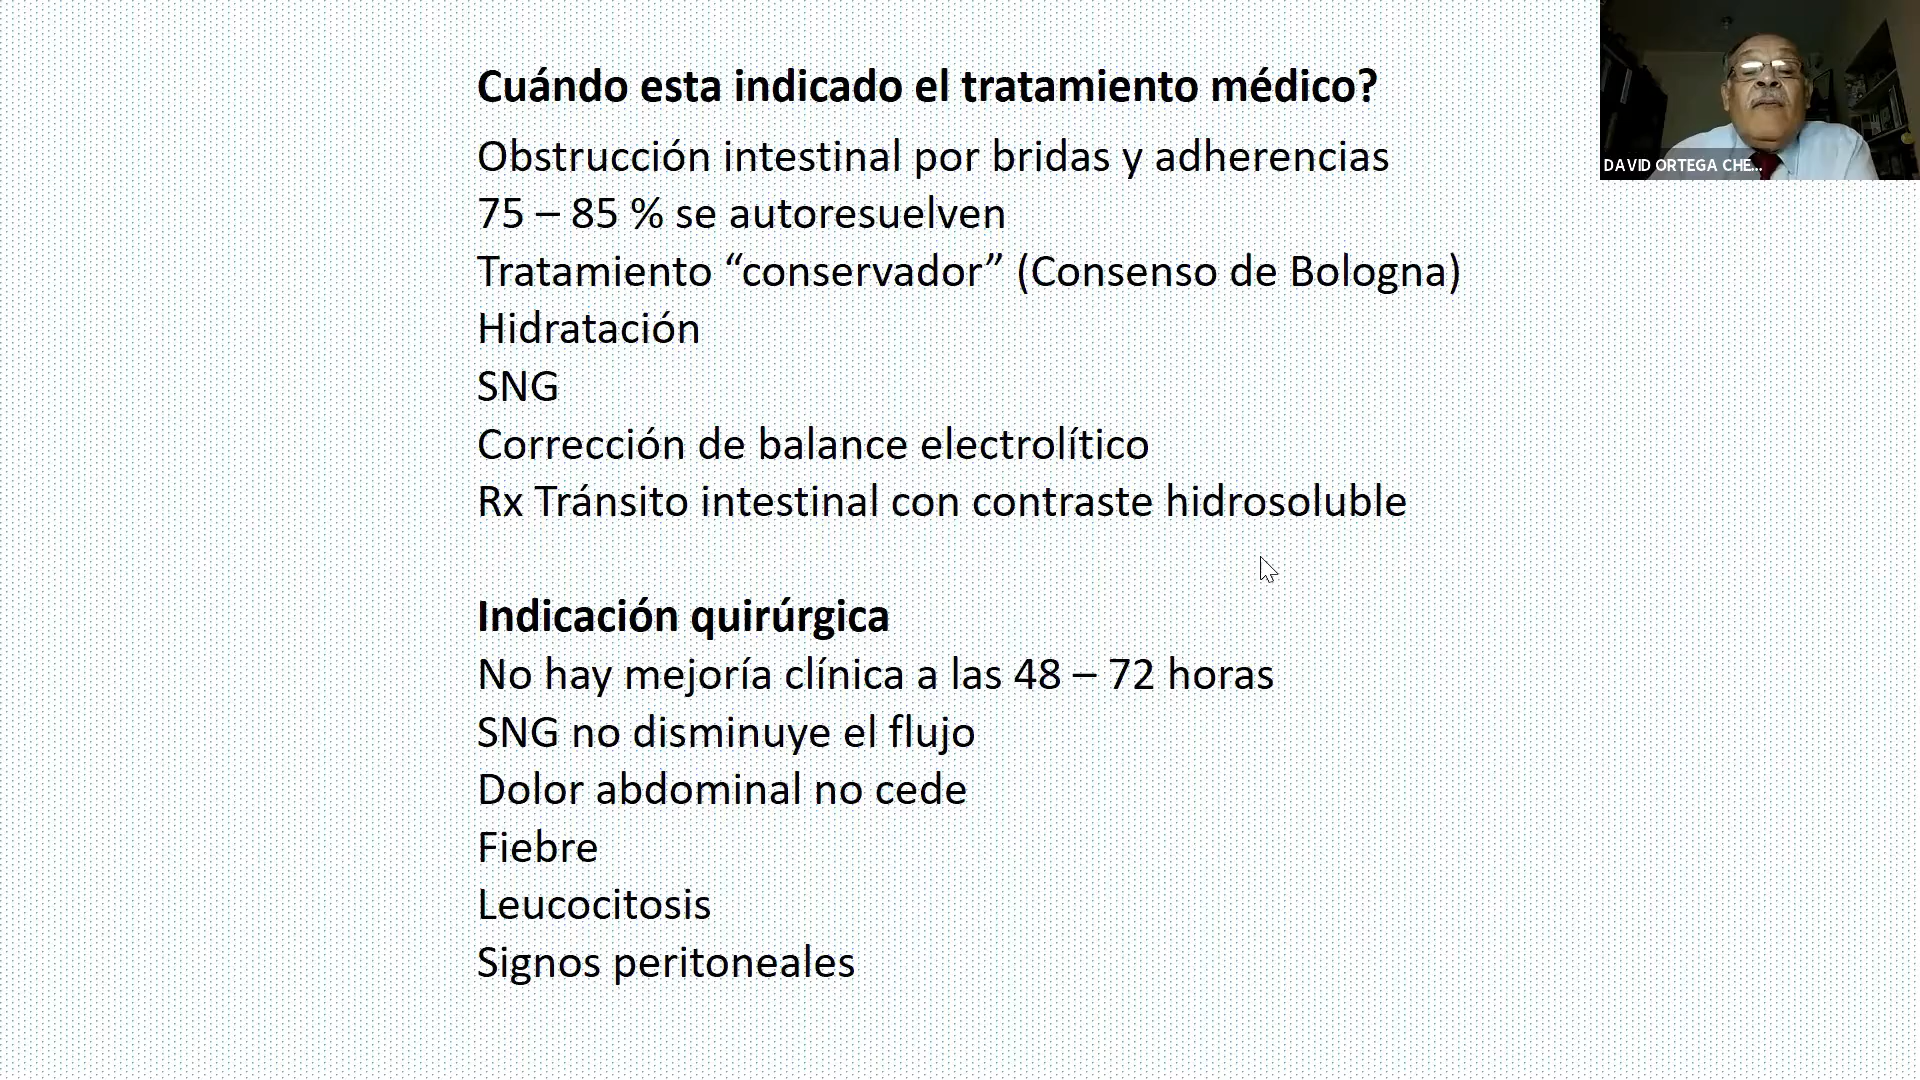 Cuándo esta indicado el tratamiento médico?
Obstrucción intestinal por bridas y adherencias
75 – 85 % se autoresuelven
Tratamiento “conservador” (Consenso de Bologna)
Hidratación
SNG
Corrección de balance electrolítico
Rx Tránsito intestinal con contraste hidrosoluble
Indicación quirúrgica
No hay mejoría clínica a las 48 – 72 horas
SNG no disminuye el flujo
Dolor abdominal no cede
Fiebre
Leucocitosis
Signos peritoneales
DAVID ORTEGA CHE...